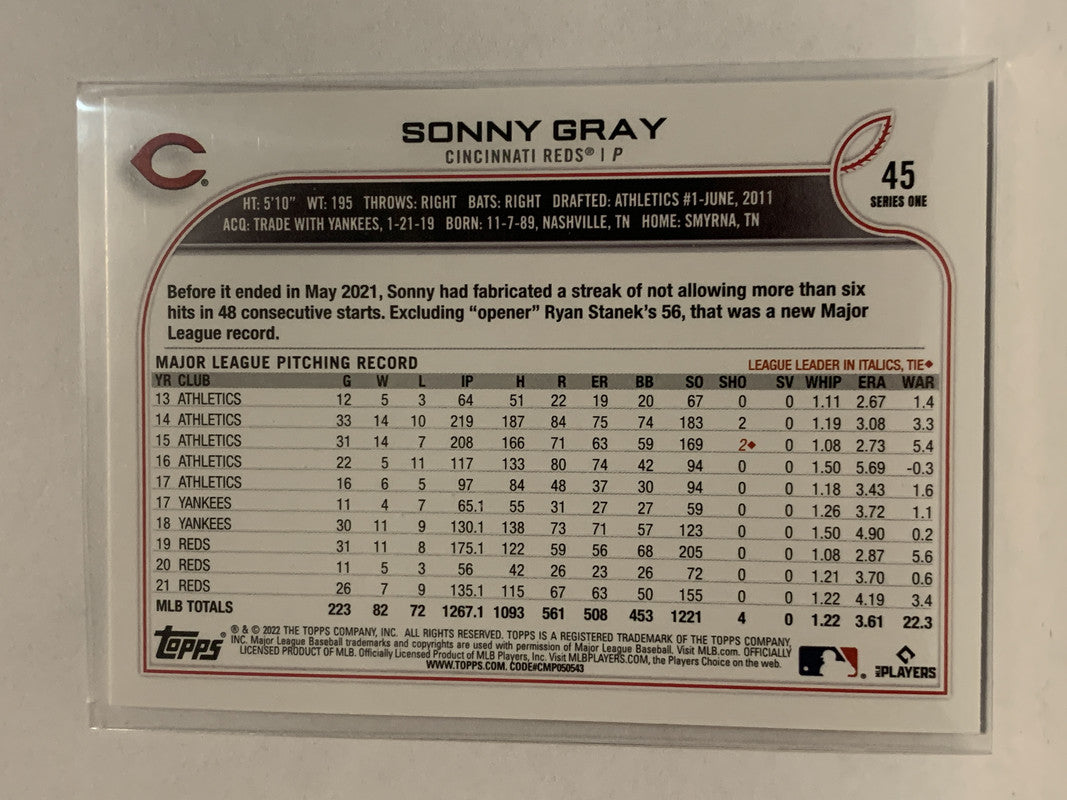 SONNY GRAY
CINCINNATI REDS® | P
45
SERIES ONE
HT: 5'10" WT: 195 THROWS: RIGHT BATS: RIGHT DRAFTED: ATHLETICS #1-JUNE, 2011
ACQ: TRADE WITH YANKEES, 1-21-19 BORN: 11-7-89, NASHVILLE, TN HOME: SMYRNA, TN
Before it ended in May 2021, Sonny had fabricated a streak of not allowing more than six
hits in 48 consecutive starts. Excluding “opener” Ryan Stanek's 56, that was a new Major
League record.
MAJOR LEAGUE PITCHING RECORD LEAGUE LEADER IN ITALICS, TIE◆
YR CLUB G W L IP H R ER BB SO SHO SV WHIP ERA WAR
13 ATHLETICS 12 5 3 64 51 22 19 20 67 0 0 1.11 2.67 1.4
14 ATHLETICS 33 14 10 219 187 84 75 74 183 2 0 1.19 3.08 3.3
15 ATHLETICS 31 14 7 208 166 71 63 59 169 2◆ 0 1.08 2.73 5.4
16 ATHLETICS 22 5 11 117 133 80 74 42 94 0 0 1.50 5.69 -0.3
17 ATHLETICS 16 6 5 97 84 48 37 30 94 0 0 1.18 3.43 1.6
17 YANKEES 11 4 7 65.1 55 31 27 27 59 0 0 1.26 3.72 1.1
18 YANKEES 30 11 9 130.1 138 73 71 57 123 0 0 1.50 4.90 0.2
19 REDS 31 11 8 175.1 122 59 56 68 205 0 0 1.08 2.87 5.6
20 REDS 11 5 3 56 42 26 23 26 72 0 0 1.21 3.70 0.6
21 REDS 26 7 9 135.1 115 67 63 50 155 0 0 1.22 4.19 3.4
MLB TOTALS 223 82 72 1267.1 1093 561 508 453 1221 4 0 1.22 3.61 22.3
Topps®
® & © 2022 THE TOPPS COMPANY, INC. ALL RIGHTS RESERVED. TOPPS IS A REGISTERED TRADEMARK OF THE TOPPS COMPANY,
INC. Major League Baseball trademarks and copyrights are used with permission of Major League Baseball. Visit MLB.com. OFFICIALLY
LICENSED PRODUCT OF MLB. Officially Licensed Product of MLB Players, Inc. Visit MLBPLAYERS.COM, the Players Choice on the web.
WWW.TOPPS.COM. CODE#CMP050543
MLB PLAYERS